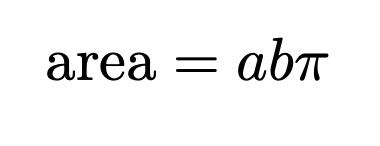 area = abπ